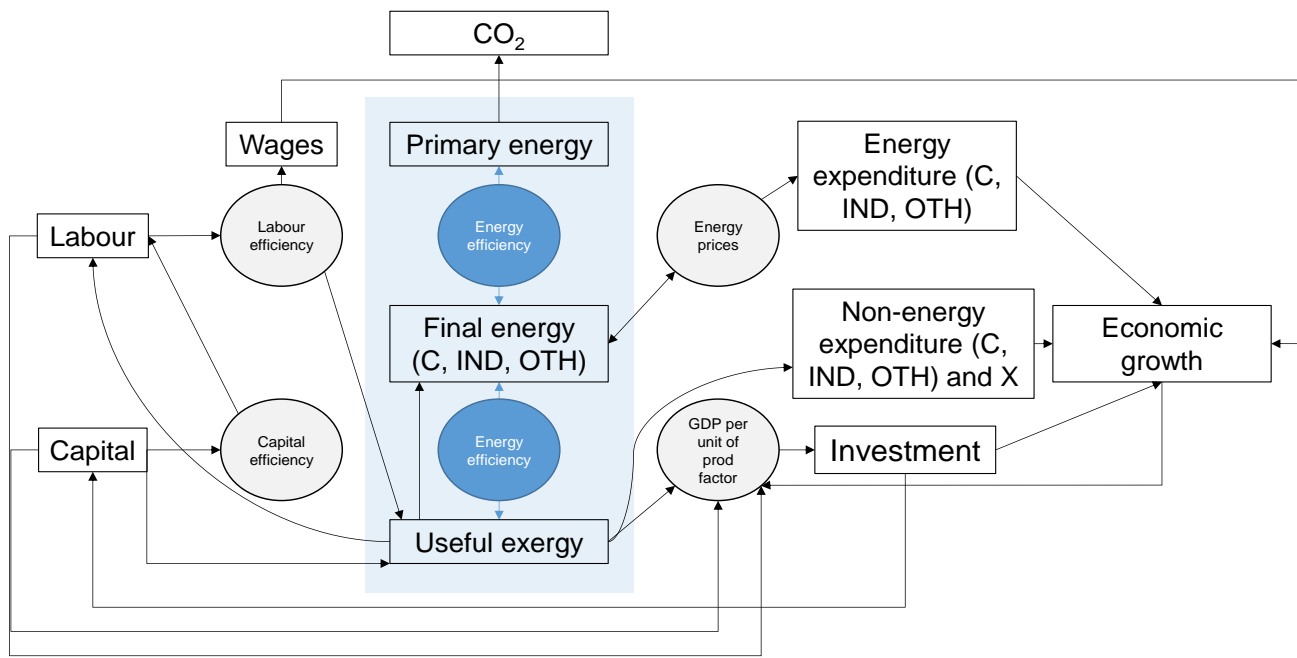 CO₂
Wages
Primary energy
Energy
expenditure (C,
IND, OTH)
Labour
Labour
efficiency
Energy
efficiency
Energy
prices
Final energy
(C, IND, OTH)
Non-energy
expenditure (C,
IND, OTH) and X
Economic
growth
Capital
Capital
efficiency
Energy
efficiency
GDP per
unit of
prod
factor
Investment
Useful exergy